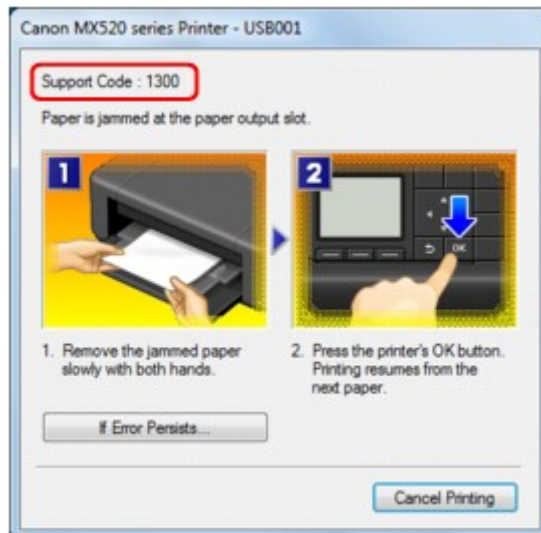 Canon MX520 series Printer - USB001
Support Code : 1300
Paper is jammed at the paper output slot.
1
2
OK
1. Remove the jammed paper
slowly with both hands.
2. Press the printer's OK button.
Printing resumes from the
next paper.
If Error Persists...
Cancel Printing